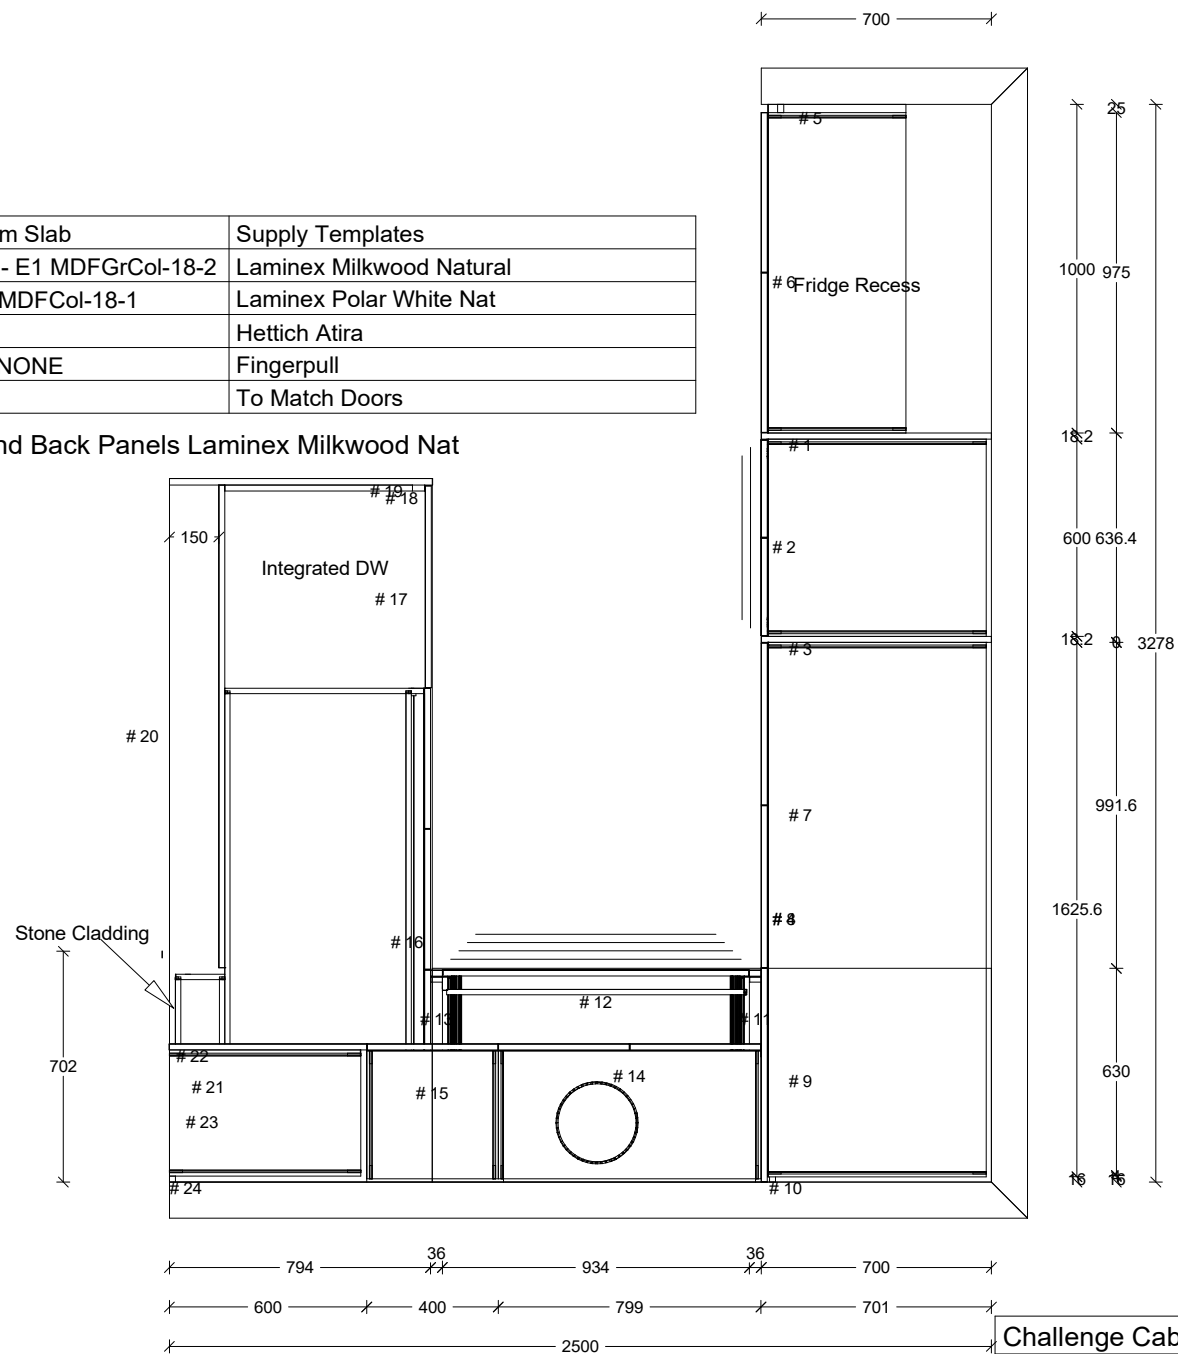 700
25
# 5
m Slab Supply Templates
- E1 MDFGrCol-18-2 Laminex Milkwood Natural
MDFCol-18-1 Laminex Polar White Nat
Hettich Atira
NONE Fingerpull
To Match Doors
nd Back Panels Laminex Milkwood Nat
1000 975
# 6 Fridge Recess
18.2
# 1
# 19
# 18
150
600 636.4
# 2
Integrated DW
# 17
18.2
3278
# 3
# 20
991.6
# 7
1625.6
# 8
Stone Cladding
# 16
# 12
# 13
# 11
702
# 22
630
# 14
# 21
# 9
# 15
# 23
16 16
# 24
# 10
794 36 934 36 700
600 400 799 701
2500
Challenge Cab